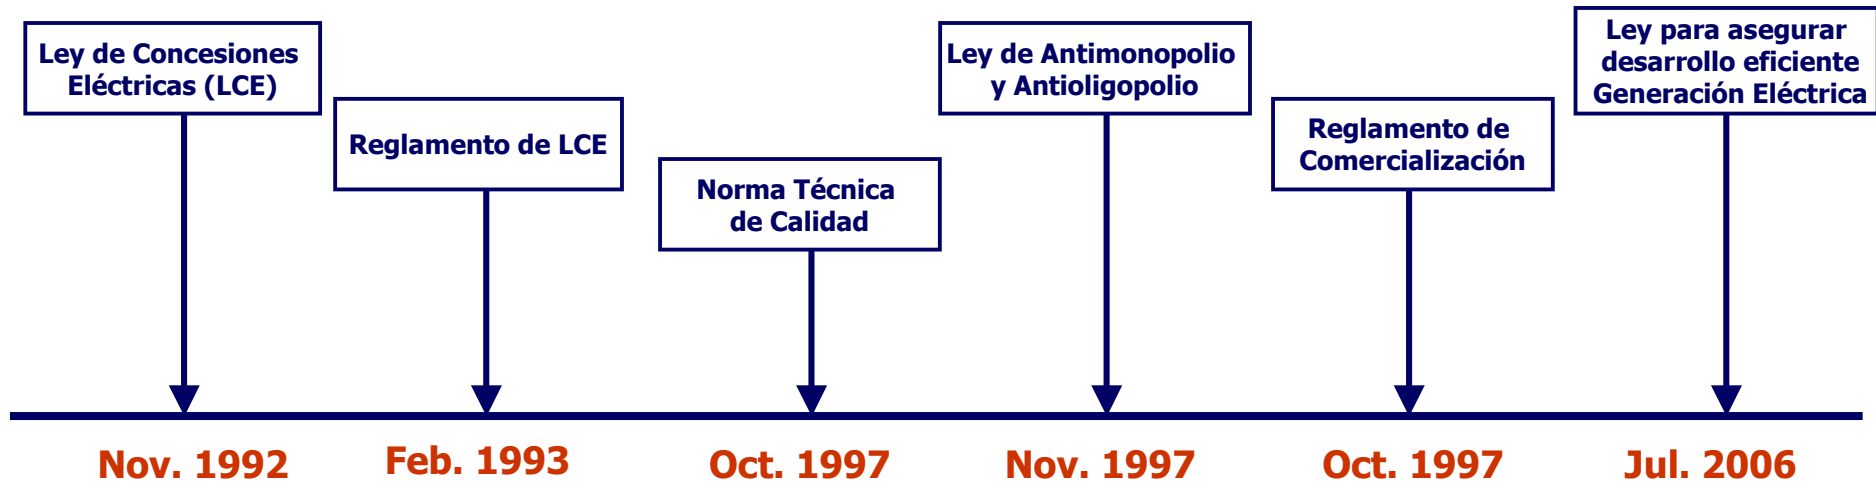 Ley de Concesiones
Eléctricas (LCE)
Reglamento de LCE
Norma Técnica
de Calidad
Ley de Antimonopolio
y Antioligopolio
Reglamento de
Comercialización
Ley para asegurar
desarrollo eficiente
Generación Eléctrica
Nov. 1992
Feb. 1993
Oct. 1997
Nov. 1997
Oct. 1997
Jul. 2006